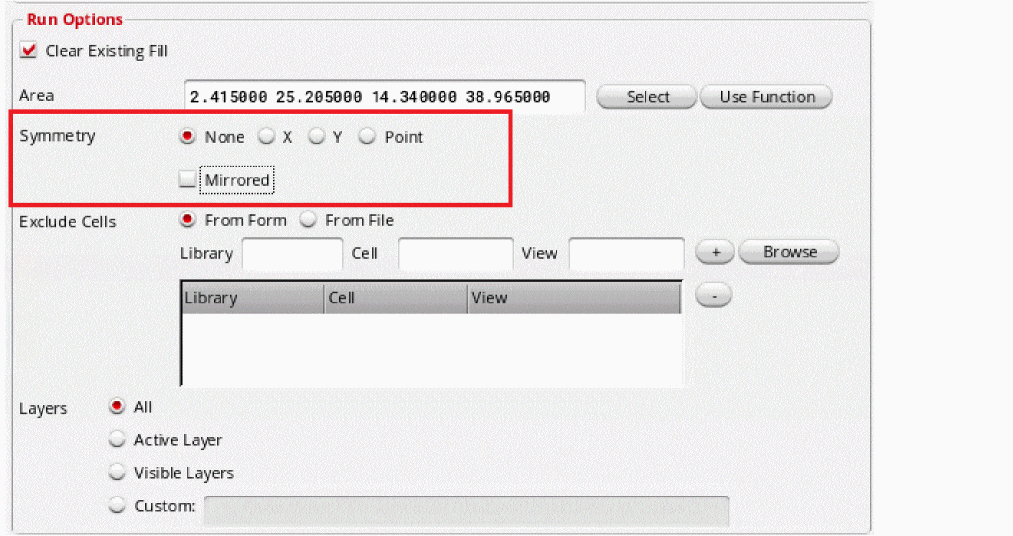 Run Options
Clear Existing Fill
Area 2.415000 25.205000 14.340000 38.965000 Select Use Function
Symmetry None X Y Point
Mirrored
Exclude Cells From Form From File
Library Cell View + Browse
Library Cell View -
Layers All
Active Layer
Visible Layers
Custom: